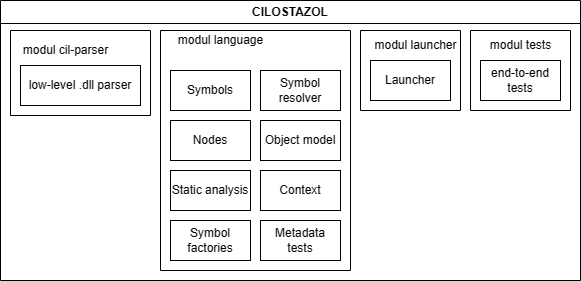 CILOSTAZOL
modul cil-parser
low-level .dll parser
modul language
Symbols
Symbol
resolver
Nodes
Object model
Static analysis
Context
Symbol
factories
Metadata
tests
modul launcher
Launcher
modul tests
end-to-end
tests